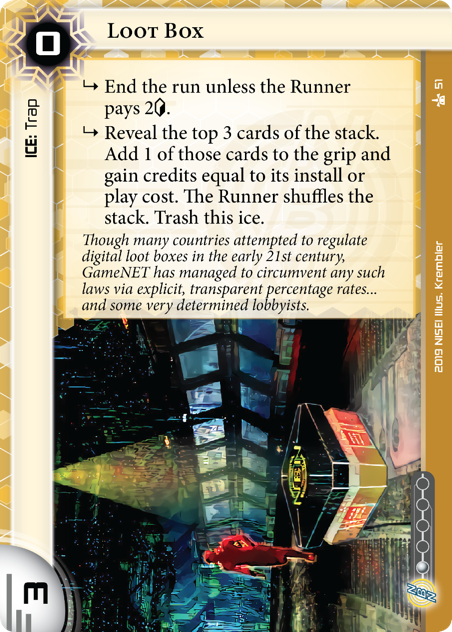 0
Loot Box
ICE: Trap
↳ End the run unless the Runner
pays 2.
↳ Reveal the top 3 cards of the stack.
Add 1 of those cards to the grip and
gain credits equal to its install or
play cost. The Runner shuffles the
stack. Trash this ice.
Though many countries attempted to regulate
digital loot boxes in the early 21st century,
GameNET has managed to circumvent any such
laws via explicit, transparent percentage rates...
and some very determined lobbyists.
51
2019 NISEI Illus. Krembler
3
NBN